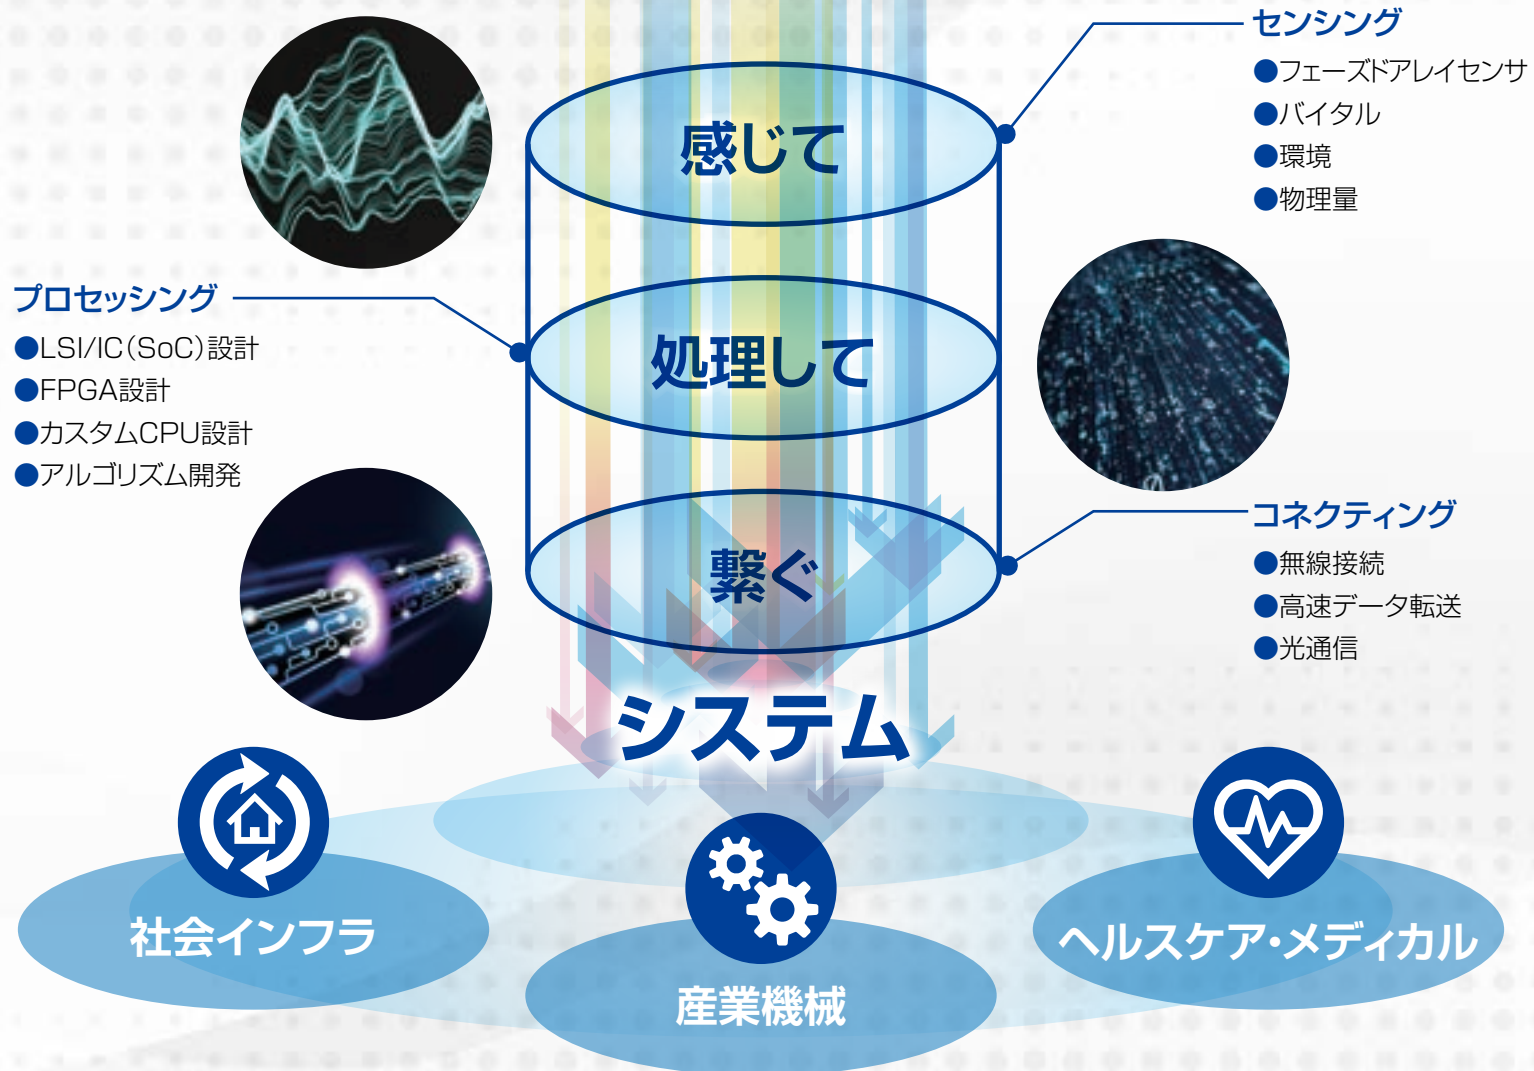 センシング
●フェーズドアレイセンサ
●バイタル
●環境
●物理量
感じて
プロセッシング
●LSI/IC(SoC)設計
●FPGA設計
●カスタムCPU設計
●アルゴリズム開発
処理して
コネクティング
●無線接続
●高速データ転送
●光通信
繋ぐ
システム
社会インフラ
産業機械
ヘルスケア・メディカル